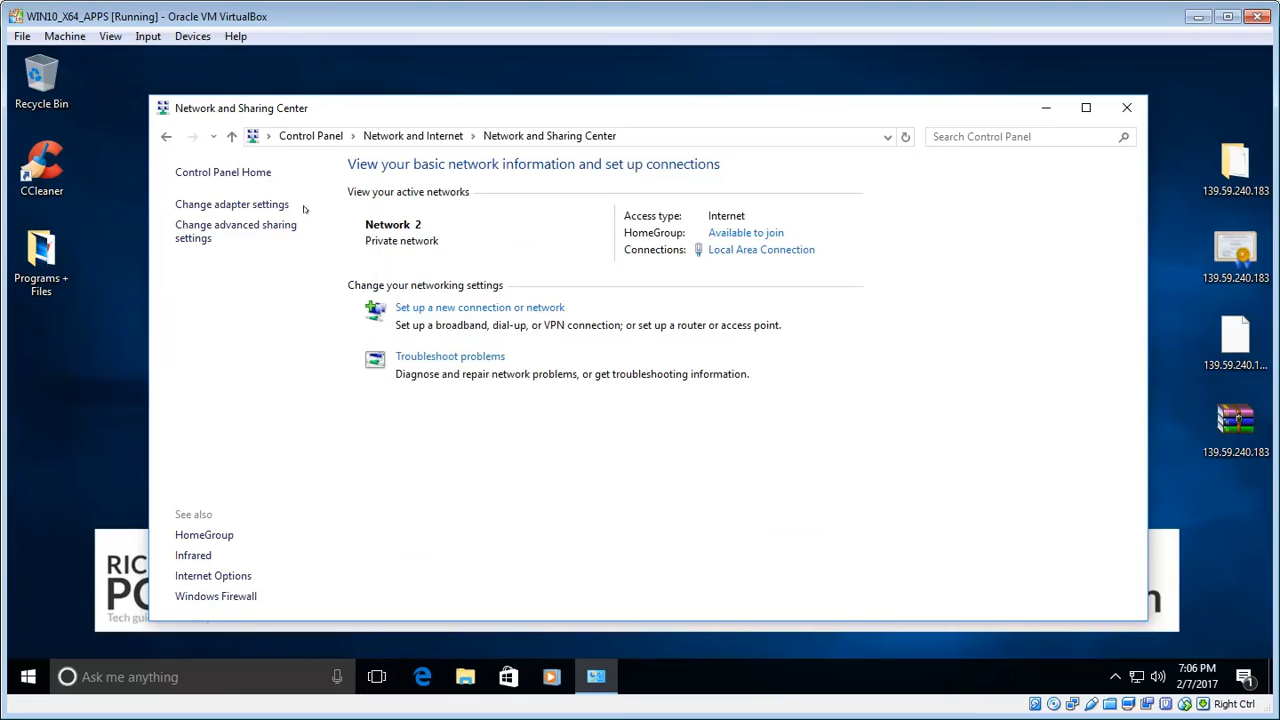 WIN10_X64_APPS [Running] - Oracle VM VirtualBox
File Machine View Input Devices Help
Recycle Bin
CCleaner
Programs +
Files
139.59.240.183
139.59.240.183
139.59.240.1...
139.59.240.183
Network and Sharing Center
Control Panel > Network and Internet > Network and Sharing Center
Search Control Panel
Control Panel Home
Change adapter settings
Change advanced sharing
settings
View your basic network information and set up connections
View your active networks
Network 2
Private network
Access type: Internet
HomeGroup: Available to join
Connections: Local Area Connection
Change your networking settings
Set up a new connection or network
Set up a broadband, dial-up, or VPN connection; or set up a router or access point.
Troubleshoot problems
Diagnose and repair network problems, or get troubleshooting information.
See also
HomeGroup
Infrared
Internet Options
Windows Firewall
RIC
PO
Tech gui
m
Ask me anything
7:06 PM
2/7/2017
1
Right Ctrl